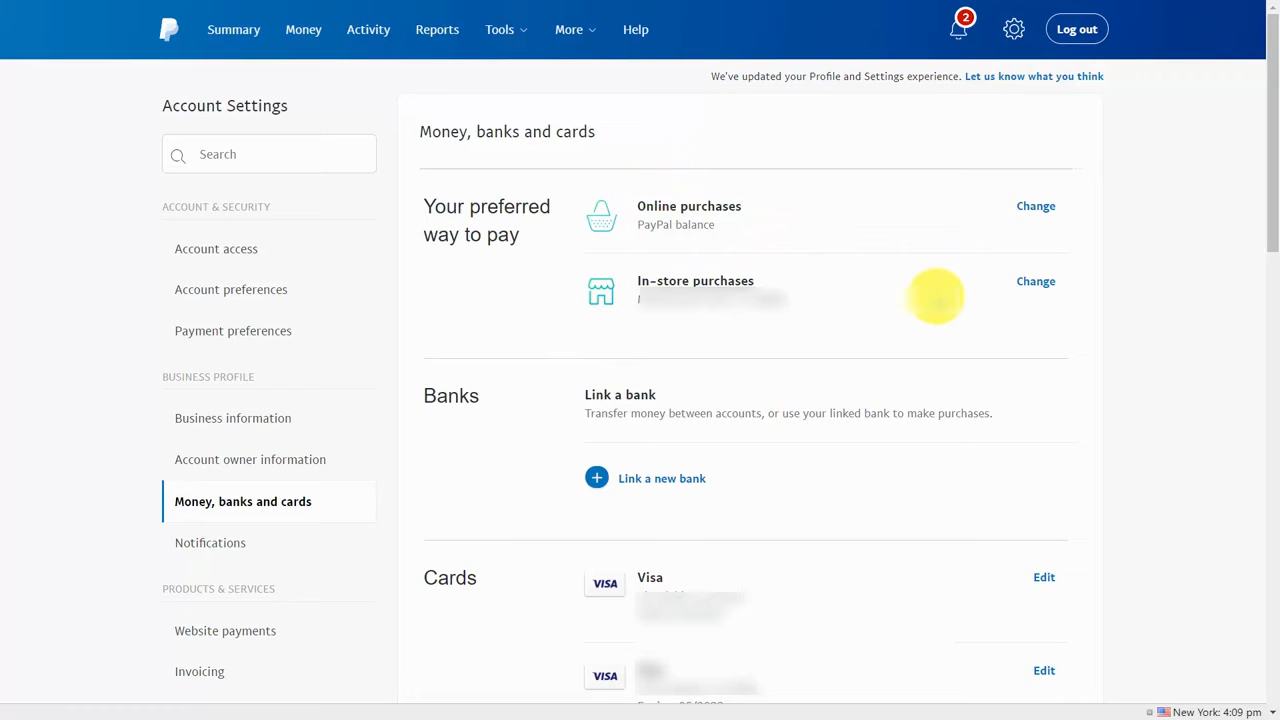 Summary Money Activity Reports Tools More Help 2 Log out
We've updated your Profile and Settings experience. Let us know what you think
Account Settings
Search
ACCOUNT & SECURITY
Account access
Account preferences
Payment preferences
BUSINESS PROFILE
Business information
Account owner information
Money, banks and cards
Notifications
PRODUCTS & SERVICES
Website payments
Invoicing
Money, banks and cards
Your preferred
way to pay
Online purchases Change
PayPal balance
In-store purchases Change
Banks
Link a bank
Transfer money between accounts, or use your linked bank to make purchases.
+ Link a new bank
Cards
VISA Visa Edit
VISA Edit
New York: 4:09 pm